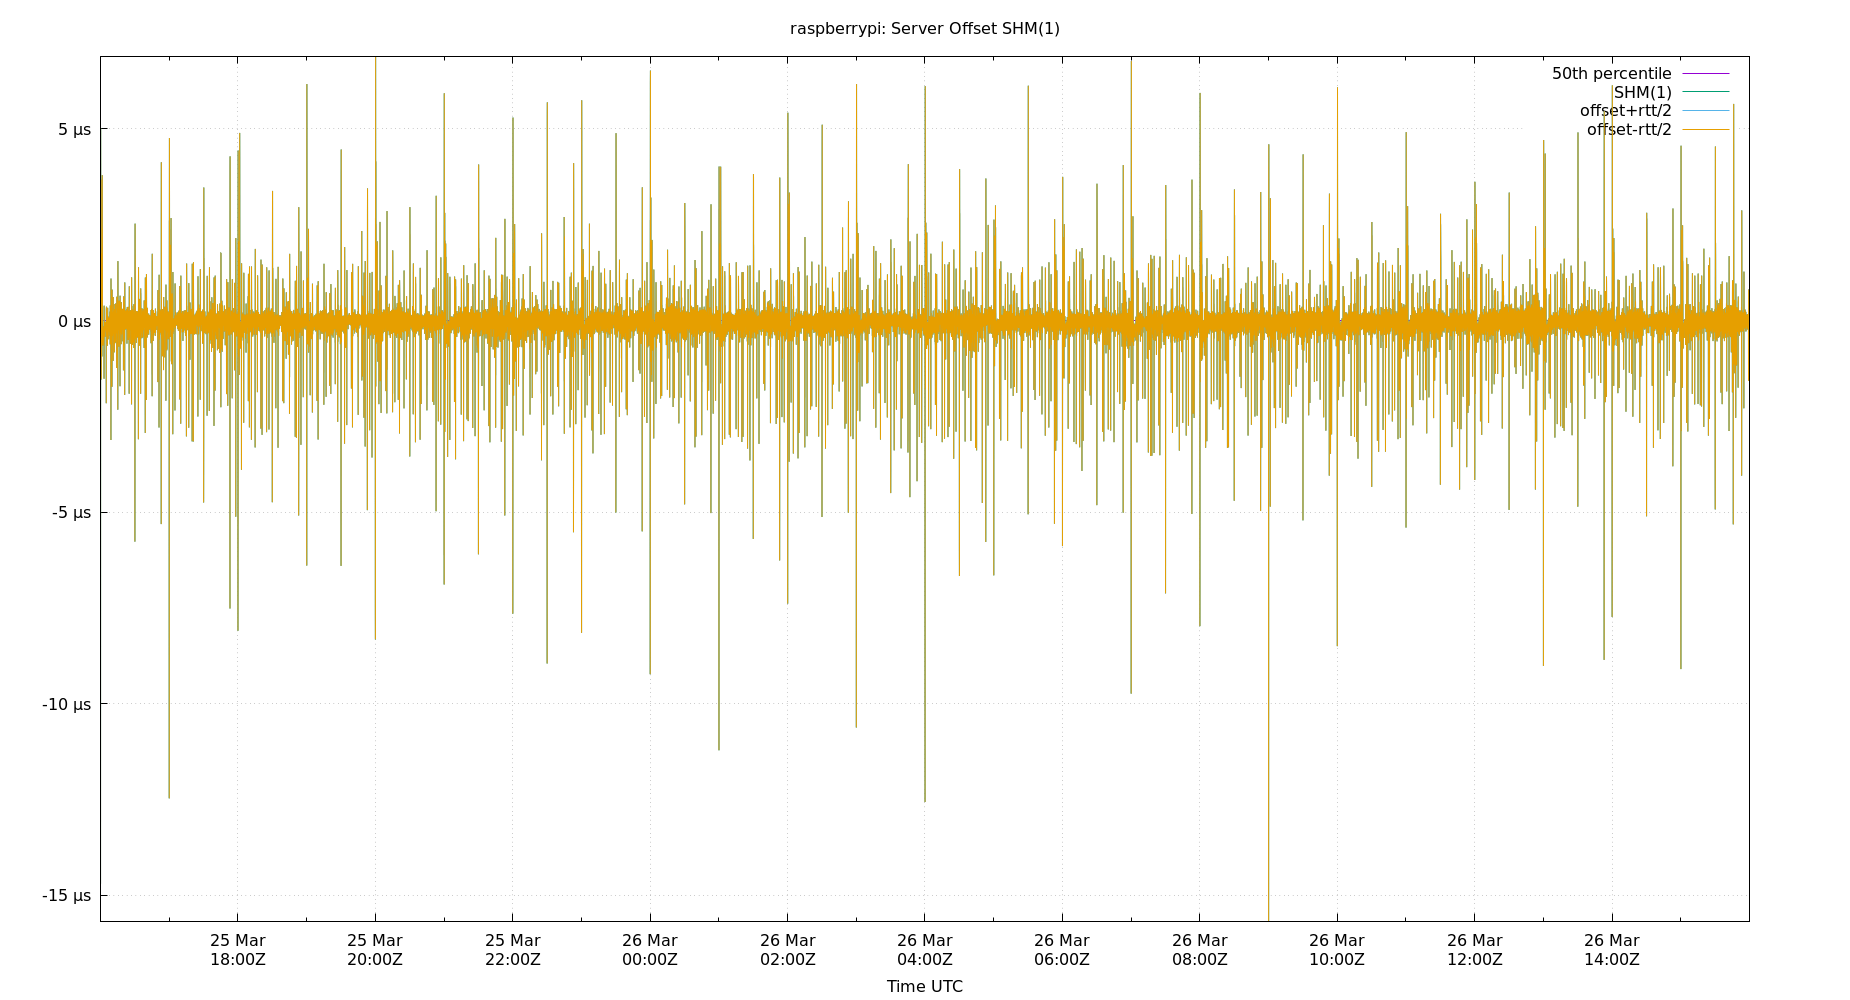 raspberrypi: Server Offset SHM(1)
50th percentile
SHM(1)
offset+rtt/2
offset-rtt/2
5 µs
0 µs
-5 µs
-10 µs
-15 µs
25 Mar 25 Mar 25 Mar 26 Mar 26 Mar 26 Mar 26 Mar 26 Mar 26 Mar 26 Mar 26 Mar
18:00Z 20:00Z 22:00Z 00:00Z 02:00Z 04:00Z 06:00Z 08:00Z 10:00Z 12:00Z 14:00Z
Time UTC